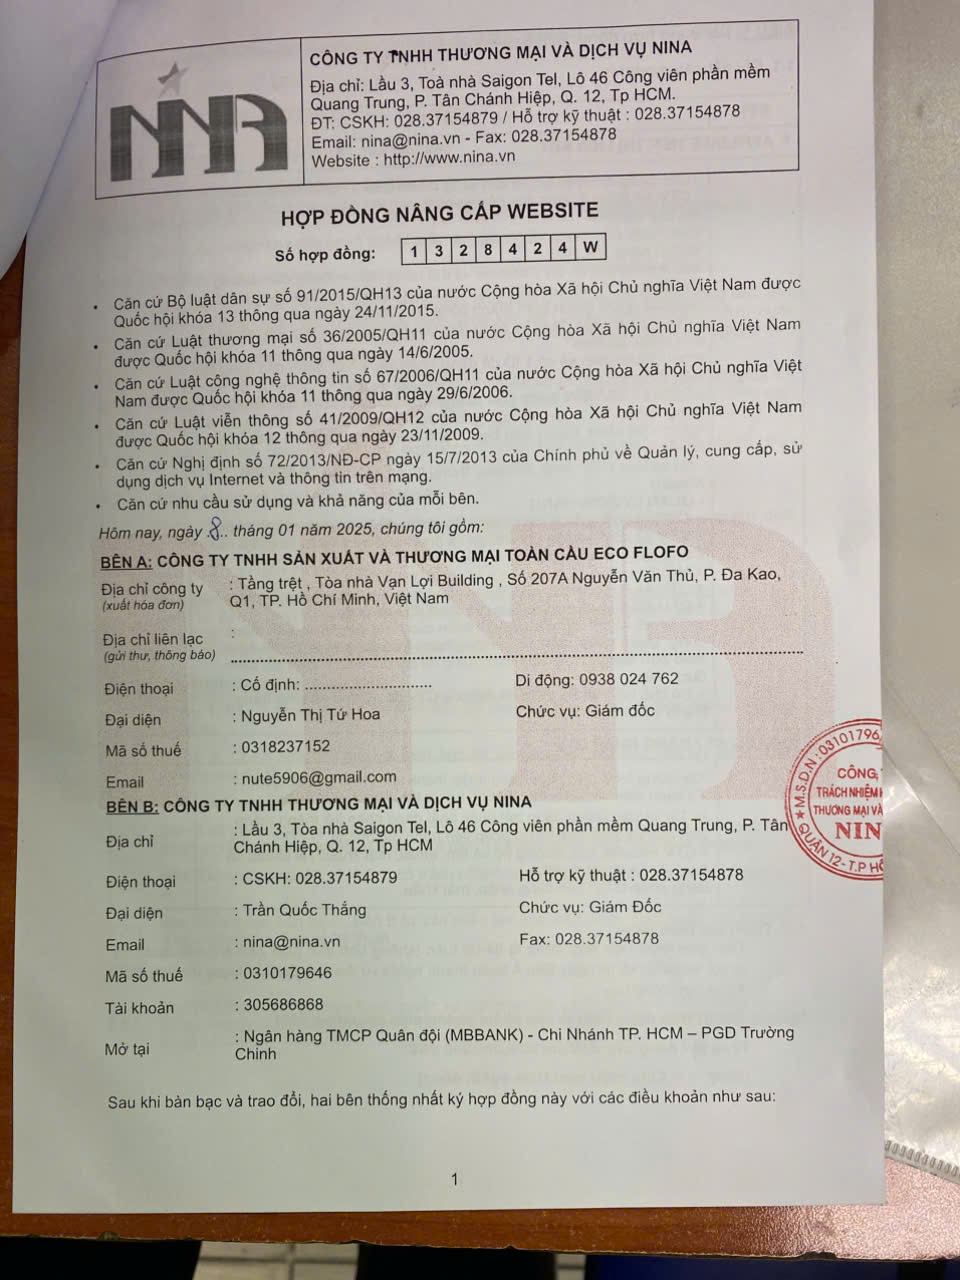 NINA
CÔNG TY TNHH THƯƠNG MẠI VÀ DỊCH VỤ NINA
Địa chỉ: Lầu 3, Toà nhà Saigon Tel, Lô 46 Công viên phần mềm
Quang Trung, P. Tân Chánh Hiệp, Q. 12, Tp HCM.
ĐT: CSKH: 028.37154879 / Hỗ trợ kỹ thuật : 028.37154878
Email: nina@nina.vn - Fax: 028.37154878
Website : http://www.nina.vn
HỢP ĐỒNG NÂNG CẤP WEBSITE
Số hợp đồng: 1 3 2 8 4 2 4 W
• Căn cứ Bộ luật dân sự số 91/2015/QH13 của nước Cộng hòa Xã hội Chủ nghĩa Việt Nam được
Quốc hội khóa 13 thông qua ngày 24/11/2015.
• Căn cứ Luật thương mại số 36/2005/QH11 của nước Cộng hòa Xã hội Chủ nghĩa Việt Nam
được Quốc hội khóa 11 thông qua ngày 14/6/2005.
• Căn cứ Luật công nghệ thông tin số 67/2006/QH11 của nước Cộng hòa Xã hội Chủ nghĩa Việt
Nam được Quốc hội khóa 11 thông qua ngày 29/6/2006.
• Căn cứ Luật viễn thông số 41/2009/QH12 của nước Cộng hòa Xã hội Chủ nghĩa Việt Nam
được Quốc hội khóa 12 thông qua ngày 23/11/2009.
• Căn cứ Nghị định số 72/2013/NĐ-CP ngày 15/7/2013 của Chính phủ về Quản lý, cung cấp, sử
dụng dịch vụ Internet và thông tin trên mạng.
• Căn cứ nhu cầu sử dụng và khả năng của mỗi bên.
Hôm nay, ngày .8.. tháng 01 năm 2025, chúng tôi gồm:
BÊN A: CÔNG TY TNHH SẢN XUẤT VÀ THƯƠNG MẠI TOÀN CẦU ECO FLOFO
Địa chỉ công ty : Tầng trệt , Tòa nhà Vạn Lợi Building , Số 207A Nguyễn Văn Thủ, P. Đa Kao,
(xuất hóa đơn) Q1, TP. Hồ Chí Minh, Việt Nam
Địa chỉ liên lạc :
(gửi thư, thông báo) ........................................
Điện thoại : Cố định: ............................ Di động: 0938 024 762
Đại diện : Nguyễn Thị Tứ Hoa Chức vụ: Giám đốc
Mã số thuế : 0318237152
Email : nute5906@gmail.com
BÊN B: CÔNG TY TNHH THƯƠNG MẠI VÀ DỊCH VỤ NINA
Địa chỉ : Lầu 3, Tòa nhà Saigon Tel, Lô 46 Công viên phần mềm Quang Trung, P. Tân
Chánh Hiệp, Q. 12, Tp HCM
Điện thoại : CSKH: 028.37154879 Hỗ trợ kỹ thuật : 028.37154878
Đại diện : Trần Quốc Thắng Chức vụ: Giám Đốc
Email : nina@nina.vn Fax: 028.37154878
Mã số thuế : 0310179646
Tài khoản : 305686868
Mở tại : Ngân hàng TMCP Quân đội (MBBANK) - Chi Nhánh TP. HCM – PGD Trường
Chinh
M.S.D.N: 03101796
CÔNG
TRÁCH NHIỆM
THƯƠNG MẠI VÀ
NIN
QUẬN 12-T.P
Sau khi bàn bạc và trao đổi, hai bên thống nhất ký hợp đồng này với các điều khoản như sau:
1